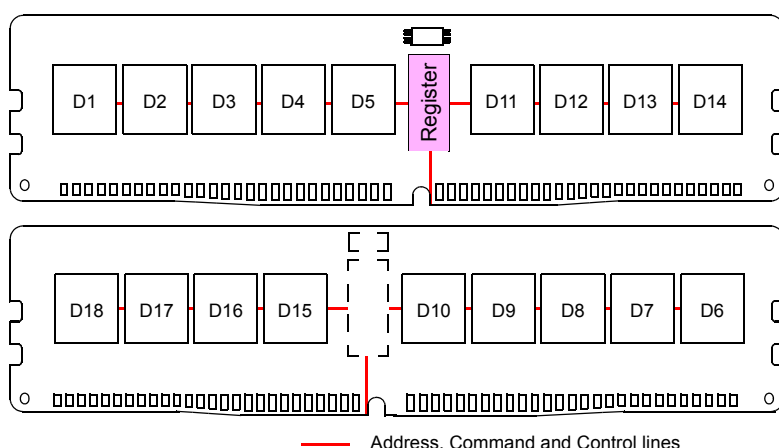 D1 D2 D3 D4 D5 Register D11 D12 D13 D14
D18 D17 D16 D15 D10 D9 D8 D7 D6
Address, Command and Control lines